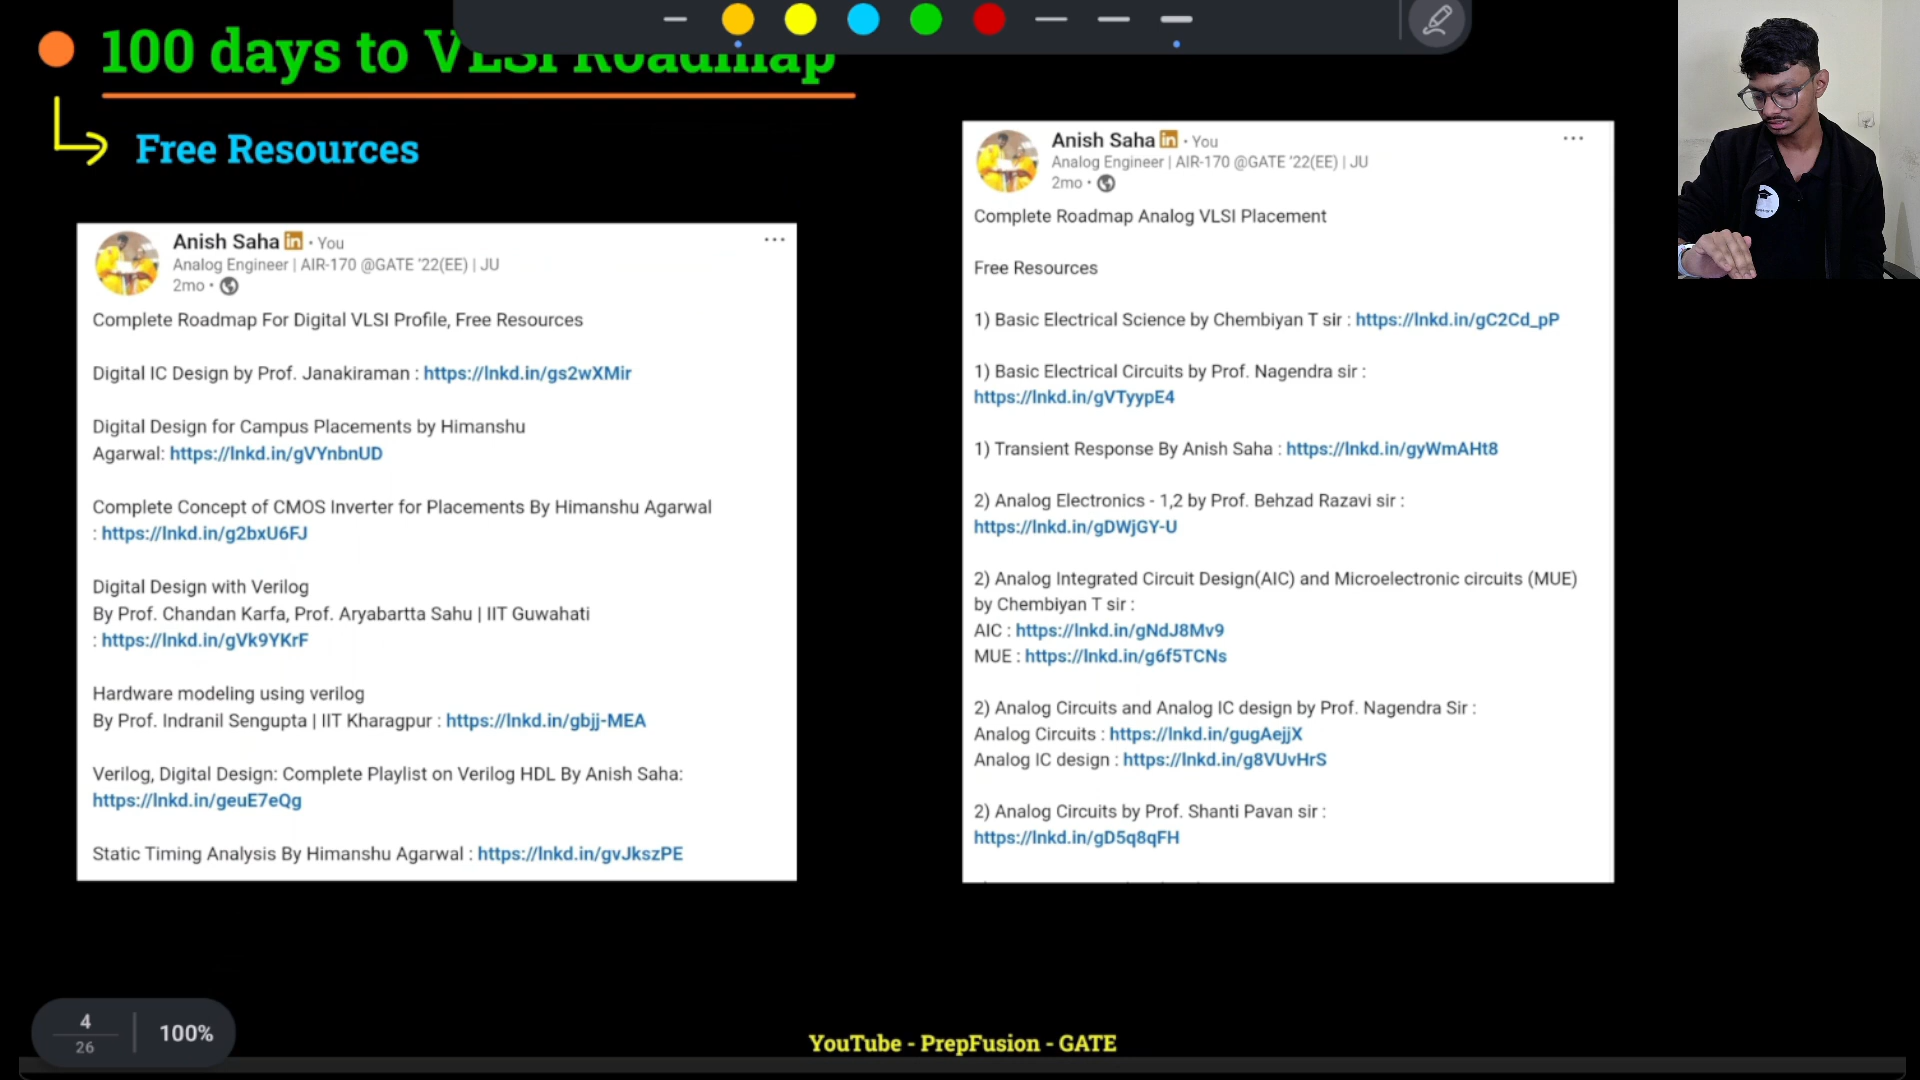 100 days to VLSI Roadmap
Free Resources
Anish Saha in · You
Analog Engineer | AIR-170 @GATE '22(EE) | JU
2mo ·
Complete Roadmap For Digital VLSI Profile, Free Resources
Digital IC Design by Prof. Janakiraman : https://lnkd.in/gs2wXMir
Digital Design for Campus Placements by Himanshu
Agarwal: https://lnkd.in/gVYnbnUD
Complete Concept of CMOS Inverter for Placements By Himanshu Agarwal
: https://lnkd.in/g2bxU6FJ
Digital Design with Verilog
By Prof. Chandan Karfa, Prof. Aryabartta Sahu | IIT Guwahati
: https://lnkd.in/gVk9YKrF
Hardware modeling using verilog
By Prof. Indranil Sengupta | IIT Kharagpur : https://lnkd.in/gbjj-MEA
Verilog, Digital Design: Complete Playlist on Verilog HDL By Anish Saha:
https://lnkd.in/geuE7eQg
Static Timing Analysis By Himanshu Agarwal : https://lnkd.in/gvJkszPE
Anish Saha in · You
Analog Engineer | AIR-170 @GATE '22(EE) | JU
2mo ·
Complete Roadmap Analog VLSI Placement
Free Resources
1) Basic Electrical Science by Chembiyan T sir : https://lnkd.in/gC2Cd_pP
1) Basic Electrical Circuits by Prof. Nagendra sir :
https://lnkd.in/gVTyypE4
1) Transient Response By Anish Saha : https://lnkd.in/gyWmAHt8
2) Analog Electronics - 1,2 by Prof. Behzad Razavi sir :
https://lnkd.in/gDWjGY-U
2) Analog Integrated Circuit Design(AIC) and Microelectronic circuits (MUE)
by Chembiyan T sir :
AIC : https://lnkd.in/gNdJ8Mv9
MUE : https://lnkd.in/g6f5TCNs
2) Analog Circuits and Analog IC design by Prof. Nagendra Sir :
Analog Circuits : https://lnkd.in/gugAejjX
Analog IC design : https://lnkd.in/g8VUvHrS
2) Analog Circuits by Prof. Shanti Pavan sir :
https://lnkd.in/gD5q8qFH
4
26
100%
YouTube - PrepFusion - GATE